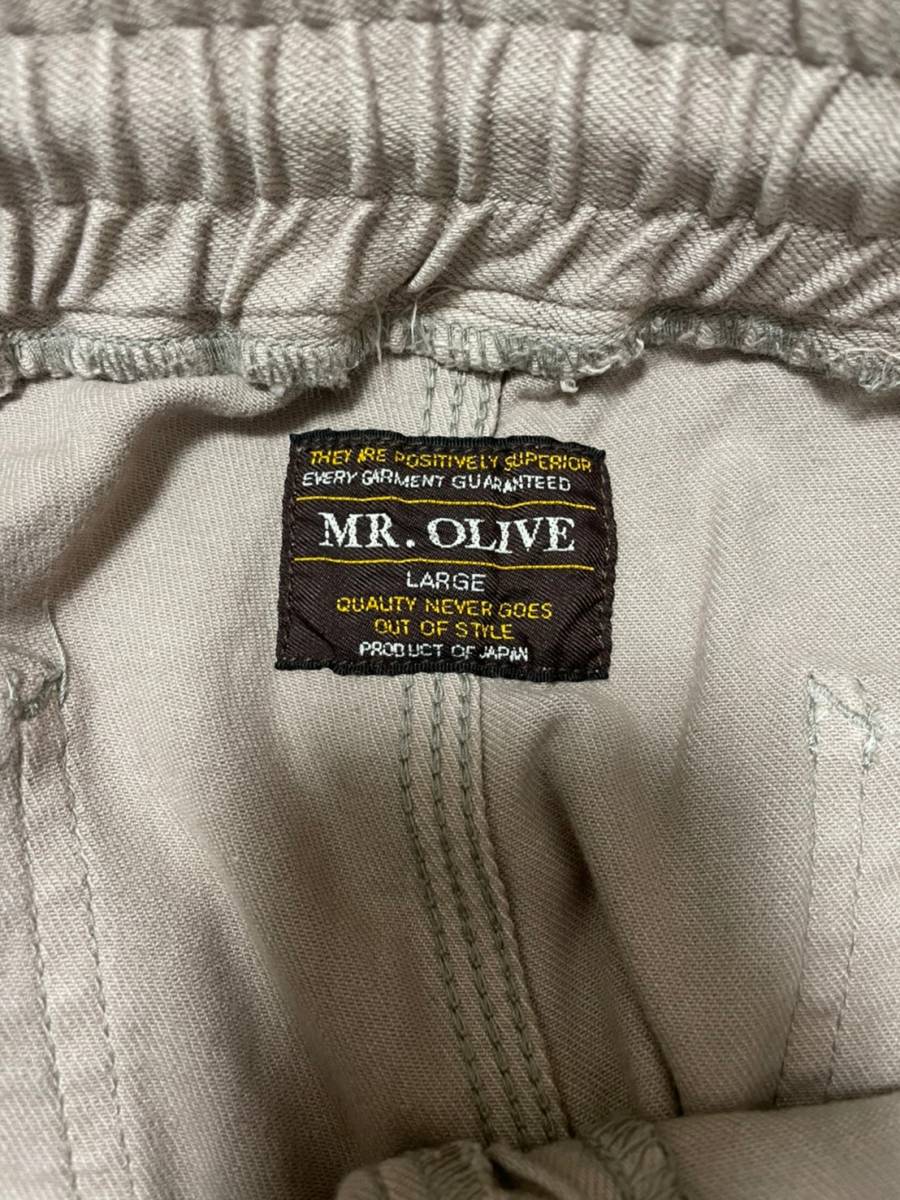 THEY ARE POSITIVELY SUPERIOR
EVERY GARMENT GUARANTEED
MR. OLIVE
LARGE
QUALITY NEVER GOES
OUT OF STYLE
PRODUCT OF JAPAN